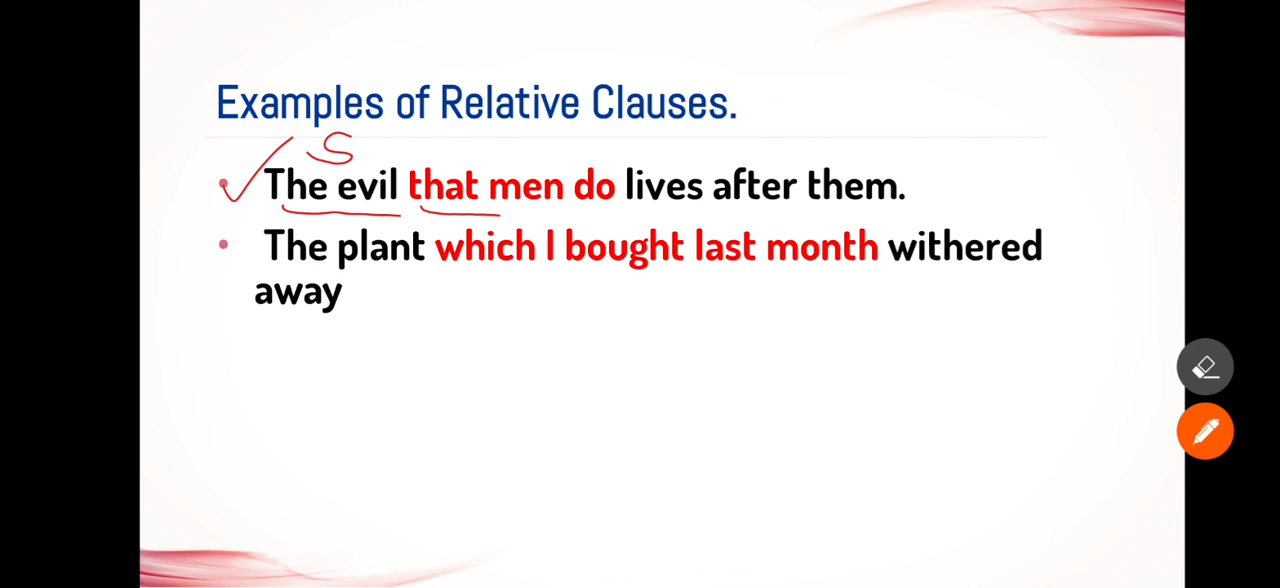 Examples of Relative Clauses.
S
The evil that men do lives after them.
The plant which I bought last month withered
away